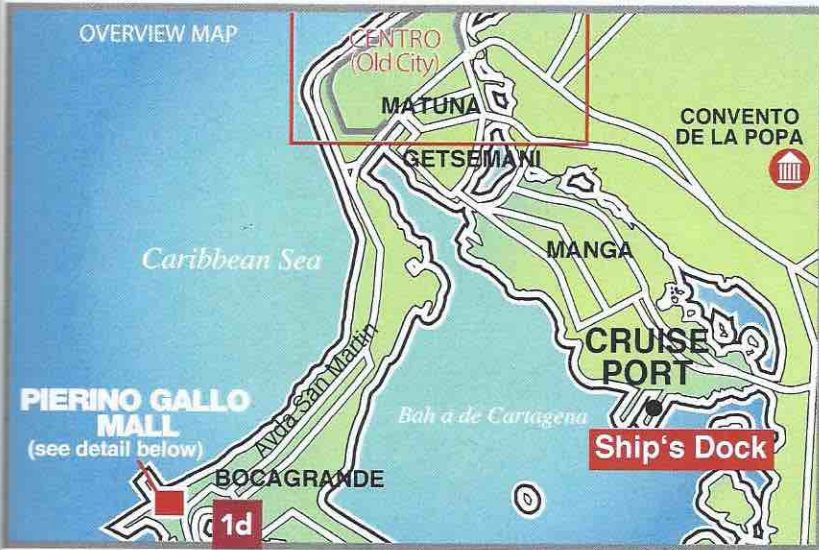 OVERVIEW MAP
CENTRO
(Old City)
MATUNA
CONVENTO
DE LA POPA
GETSEMANI
Caribbean Sea
MANGA
CRUISE
PORT
Avda San Martin
PIERINO GALLO
MALL
(see detail below)
Bah a de Cartagena
Ship's Dock
BOCAGRANDE
1d